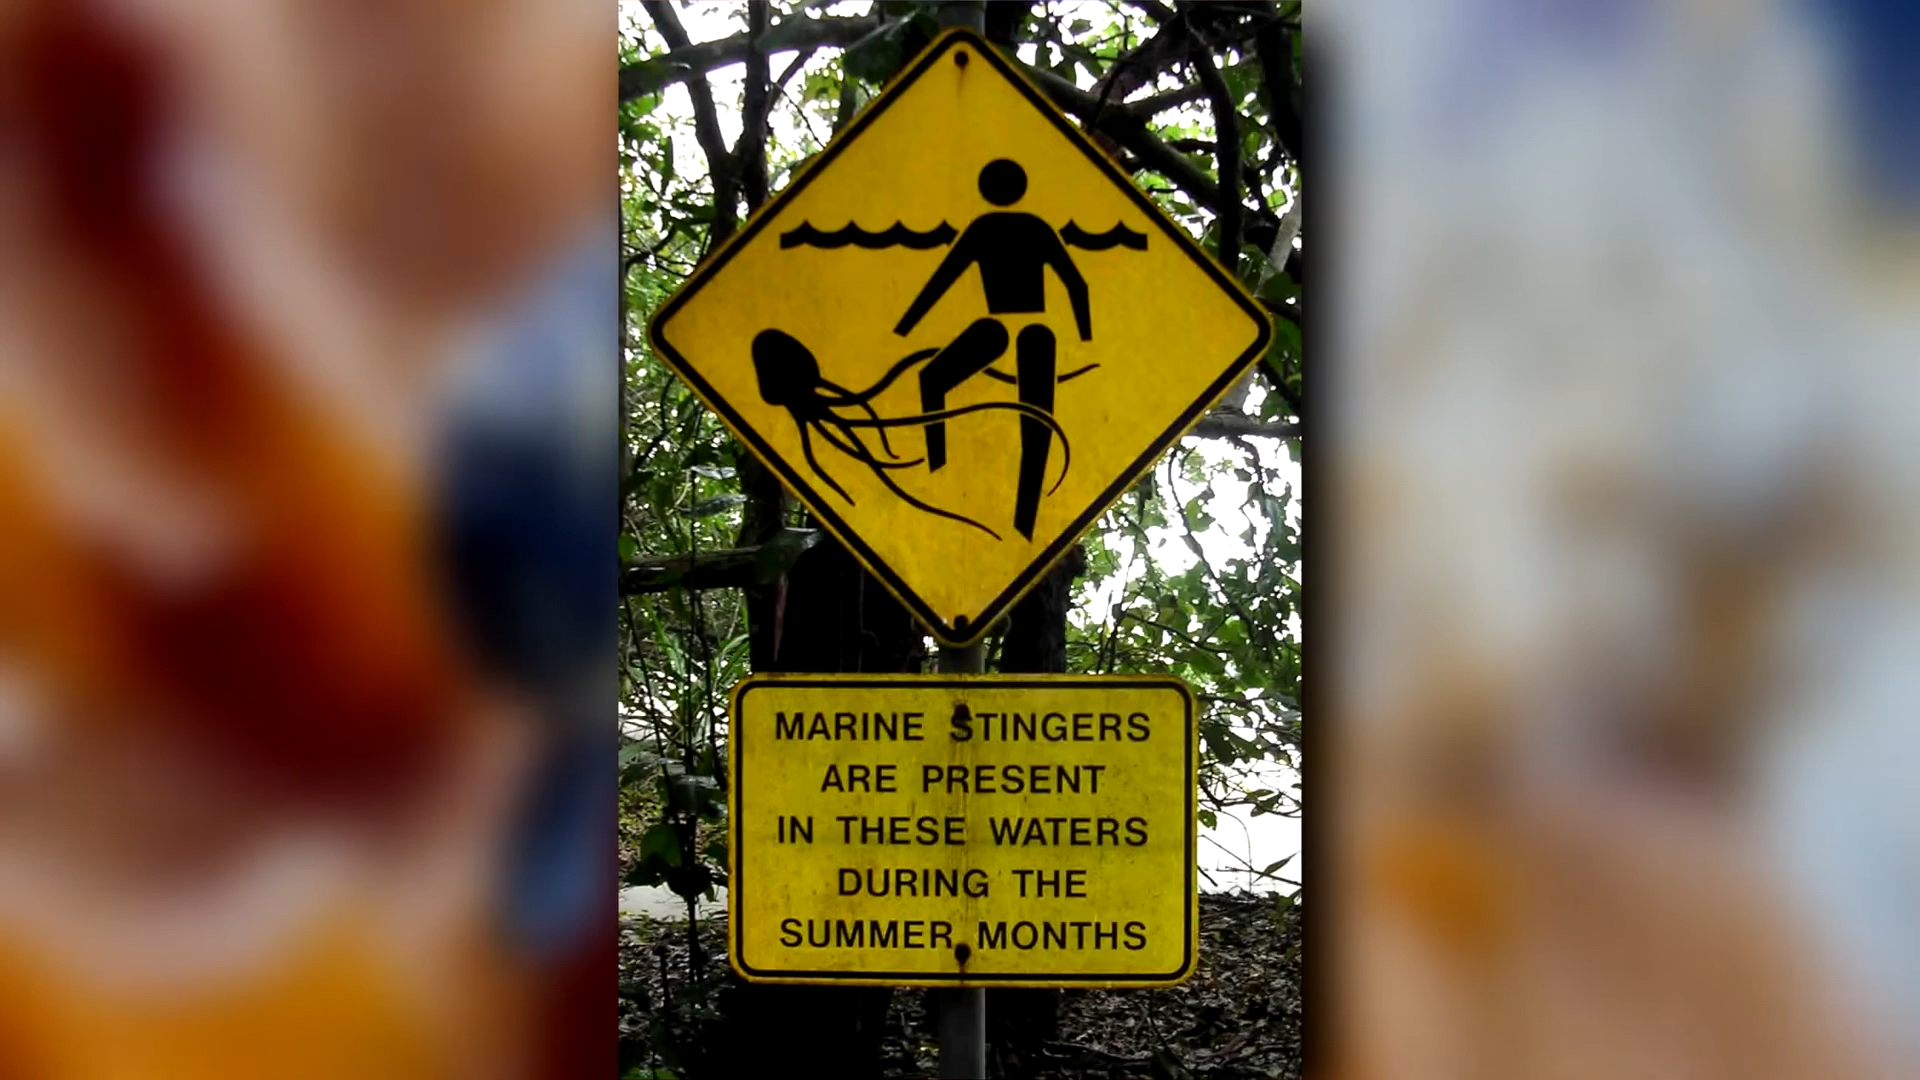 MARINE STINGERS
ARE PRESENT
IN THESE WATERS
DURING THE
SUMMER MONTHS